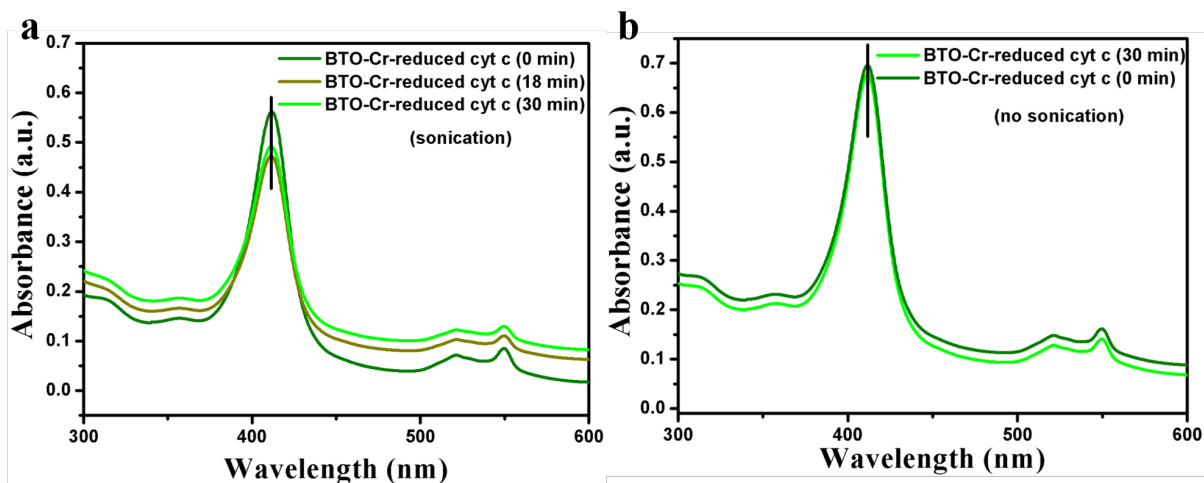 a
BTO-Cr-reduced cyt c (0 min)
BTO-Cr-reduced cyt c (18 min)
BTO-Cr-reduced cyt c (30 min)
(sonication)
0.7
0.6
0.5
0.4
0.3
0.2
0.1
0.0
Absorbance (a.u.)
300
400
500
600
Wavelength (nm)
b
BTO-Cr-reduced cyt c (30 min)
BTO-Cr-reduced cyt c (0 min)
(no sonication)
0.7
0.6
0.5
0.4
0.3
0.2
0.1
0.0
Absorbance (a.u.)
300
400
500
600
Wavelength (nm)